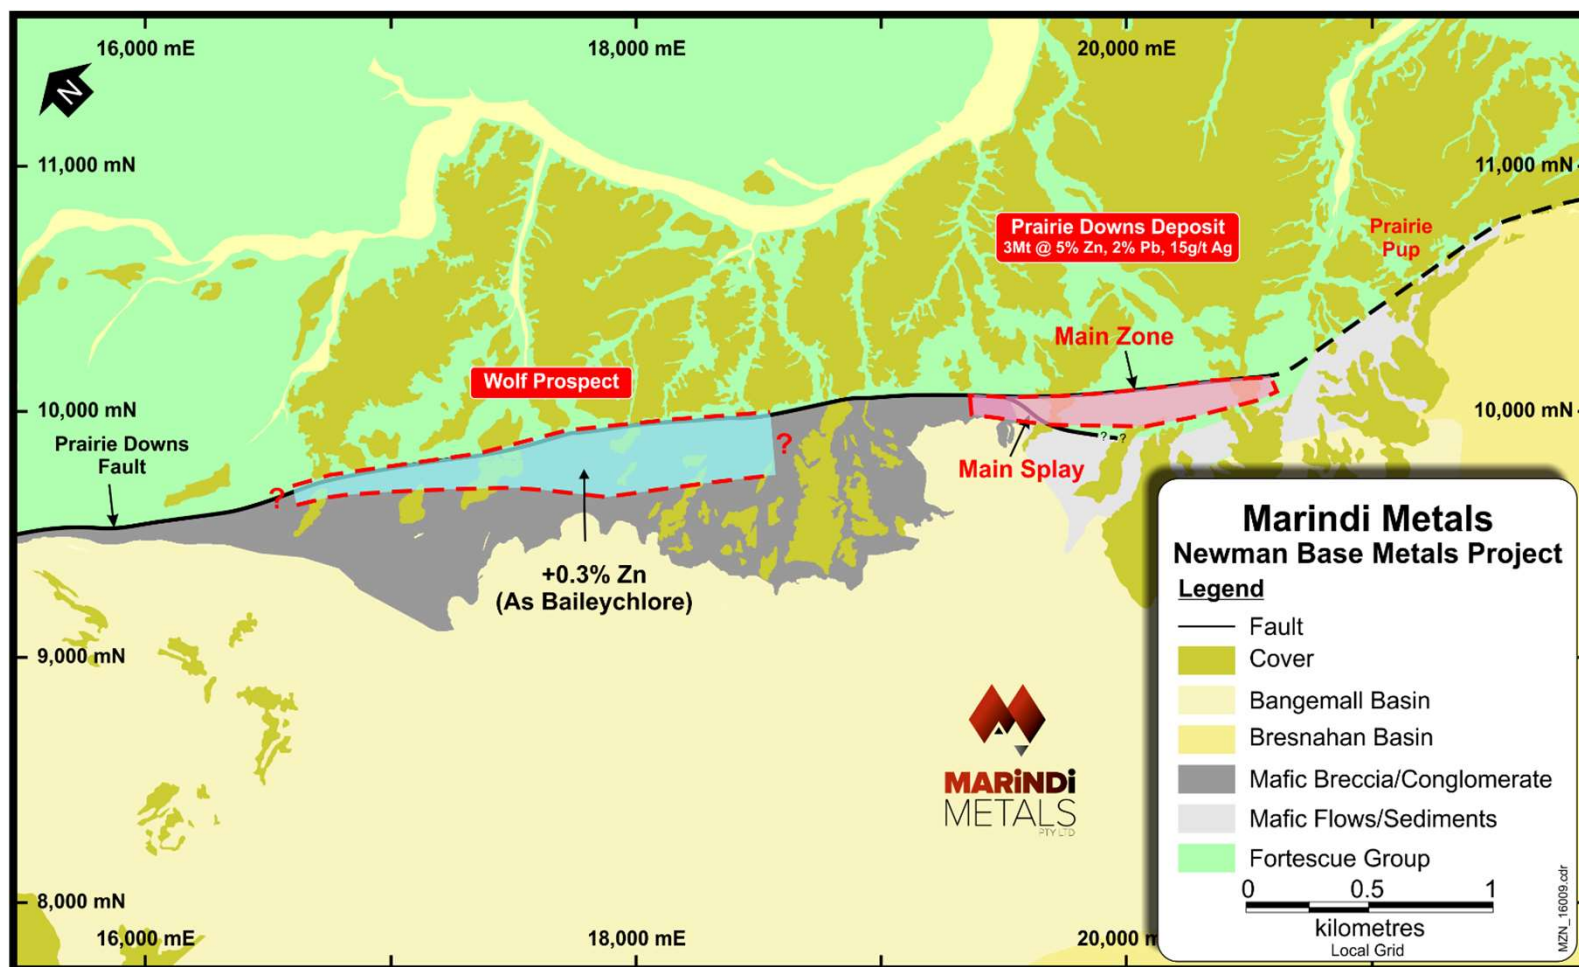 16,000 mE
18,000 mE
20,000 mE
N
11,000 mN
11,000 mN
Prairie Downs Deposit
3Mt @ 5% Zn, 2% Pb, 15g/t Ag
Prairie
Pup
Main Zone
Wolf Prospect
10,000 mN
10,000 mN
Prairie Downs
Fault
?
?
? ?
Main Splay
+0.3% Zn
(As Baileychlore)
9,000 mN
MARiNDi
METALS
PTY LTD
8,000 mN
16,000 mE
18,000 mE
20,000 m
Marindi Metals
Newman Base Metals Project
Legend
Fault
Cover
Bangemall Basin
Bresnahan Basin
Mafic Breccia/Conglomerate
Mafic Flows/Sediments
Fortescue Group
0 0.5 1
kilometres
Local Grid
MZN_16009.cdr